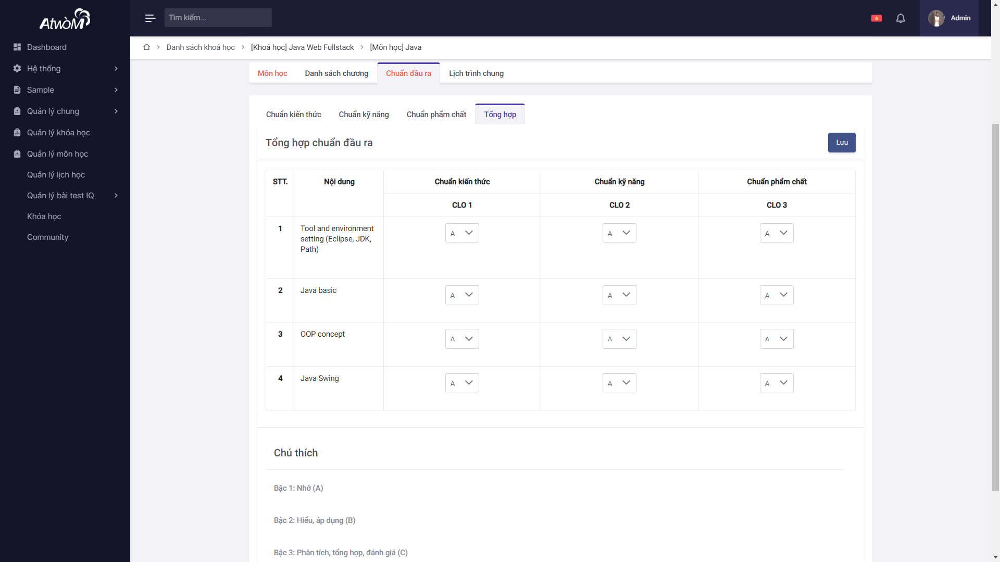 AtwòM
Tìm kiếm...
Admin
Dashboard
Hệ thống
Sample
Quản lý chung
Quản lý khóa học
Quản lý môn học
Quản lý lịch học
Quản lý bài test IQ
Khóa học
Community
Danh sách khoá học > [Khoá học] Java Web Fullstack > [Môn học] Java
Môn học Danh sách chương Chuẩn đầu ra Lịch trình chung
Chuẩn kiến thức Chuẩn kỹ năng Chuẩn phẩm chất Tổng hợp
Tổng hợp chuẩn đầu ra
Lưu
STT. Nội dung Chuẩn kiến thức Chuẩn kỹ năng Chuẩn phẩm chất
CLO 1 CLO 2 CLO 3
1 Tool and environment A A A
setting (Eclipse, JDK,
Path)
2 Java basic A A A
3 OOP concept A A A
4 Java Swing A A A
Chú thích
Bậc 1: Nhớ (A)
Bậc 2: Hiểu, áp dụng (B)
Bậc 3: Phân tích, tổng hợp, đánh giá (C)